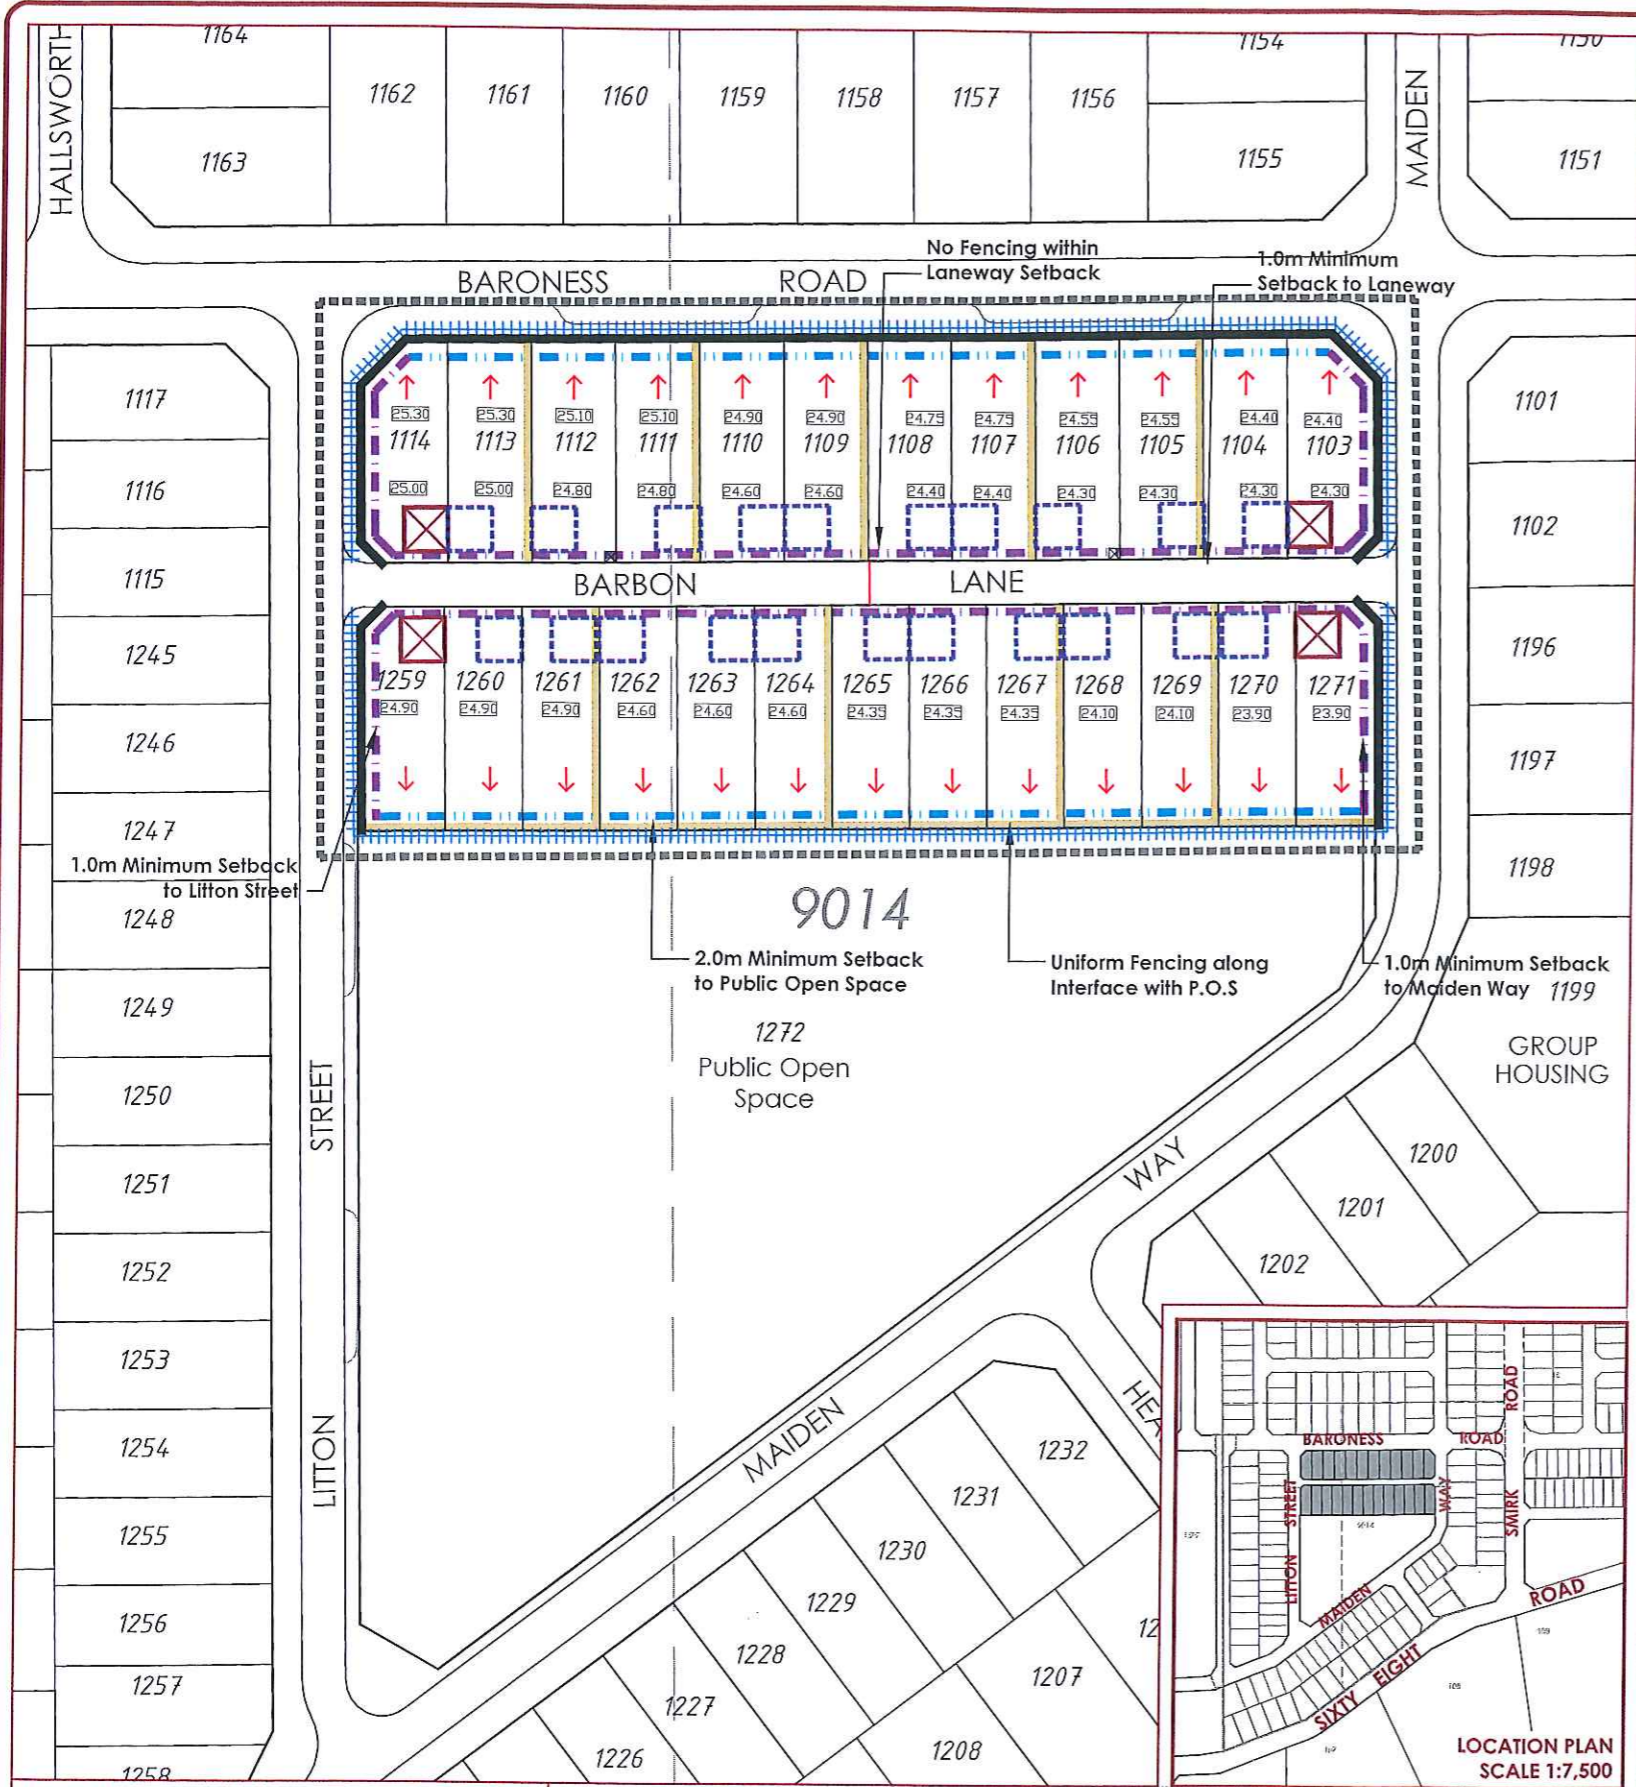 1164
1162
1161
1160
1159
1158
1157
1156
1154
1150
1163
1155
1151
HALLSWORTH
MAIDEN
No Fencing within
Laneway Setback
1.0m Minimum
Setback to Laneway
BARONESS ROAD
1117
1116
1115
1245
1246
1247
1248
1249
1250
1251
1252
1253
1254
1255
1256
1257
1258
25.30 25.30 25.10 25.10 24.90 24.90 24.75 24.75 24.55 24.55 24.40 24.40
1114 1113 1112 1111 1110 1109 1108 1107 1106 1105 1104 1103
25.00 25.00 24.80 24.80 24.60 24.60 24.40 24.40 24.30 24.30 24.30 24.30
BARBON LANE
1259 1260 1261 1262 1263 1264 1265 1266 1267 1268 1269 1270 1271
24.90 24.90 24.90 24.60 24.60 24.60 24.35 24.35 24.35 24.10 24.10 23.90 23.90
1101
1102
1196
1197
1198
1.0m Minimum Setback
to Litton Street
9014
2.0m Minimum Setback
to Public Open Space
Uniform Fencing along
Interface with P.O.S
1.0m Minimum Setback
to Maiden Way
1199
GROUP
HOUSING
1272
Public Open
Space
LITTON STREET
MAIDEN WAY
1200
1201
1202
1232
1231
1230
1229
1228
1227
1226
1207
1208
BARONESS ROAD
LITTON STREET
MAIDEN WAY
SMIRK ROAD
SIXTY EIGHT ROAD
9014
LOCATION PLAN
SCALE 1:7,500